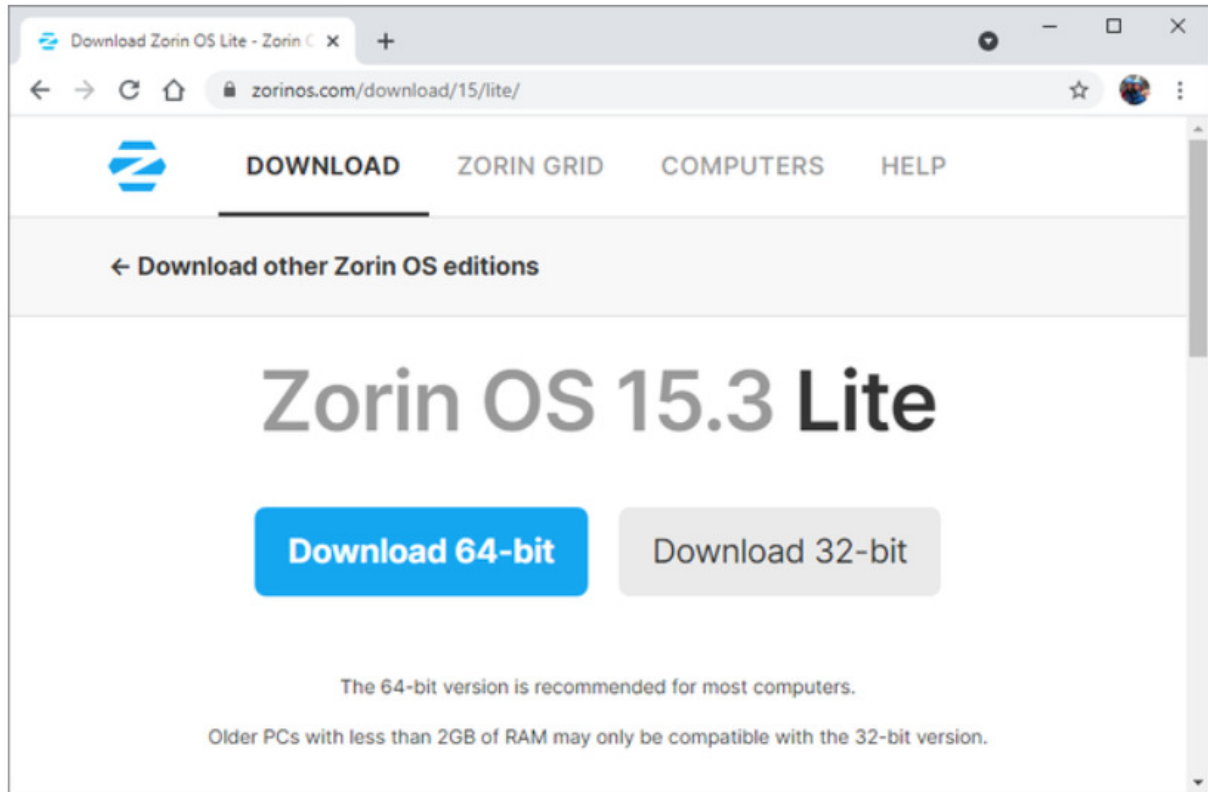 Download Zorin OS Lite - Zorin O
zorinos.com/download/15/lite/
DOWNLOAD ZORIN GRID COMPUTERS HELP
← Download other Zorin OS editions
Zorin OS 15.3 Lite
Download 64-bit Download 32-bit
The 64-bit version is recommended for most computers.
Older PCs with less than 2GB of RAM may only be compatible with the 32-bit version.